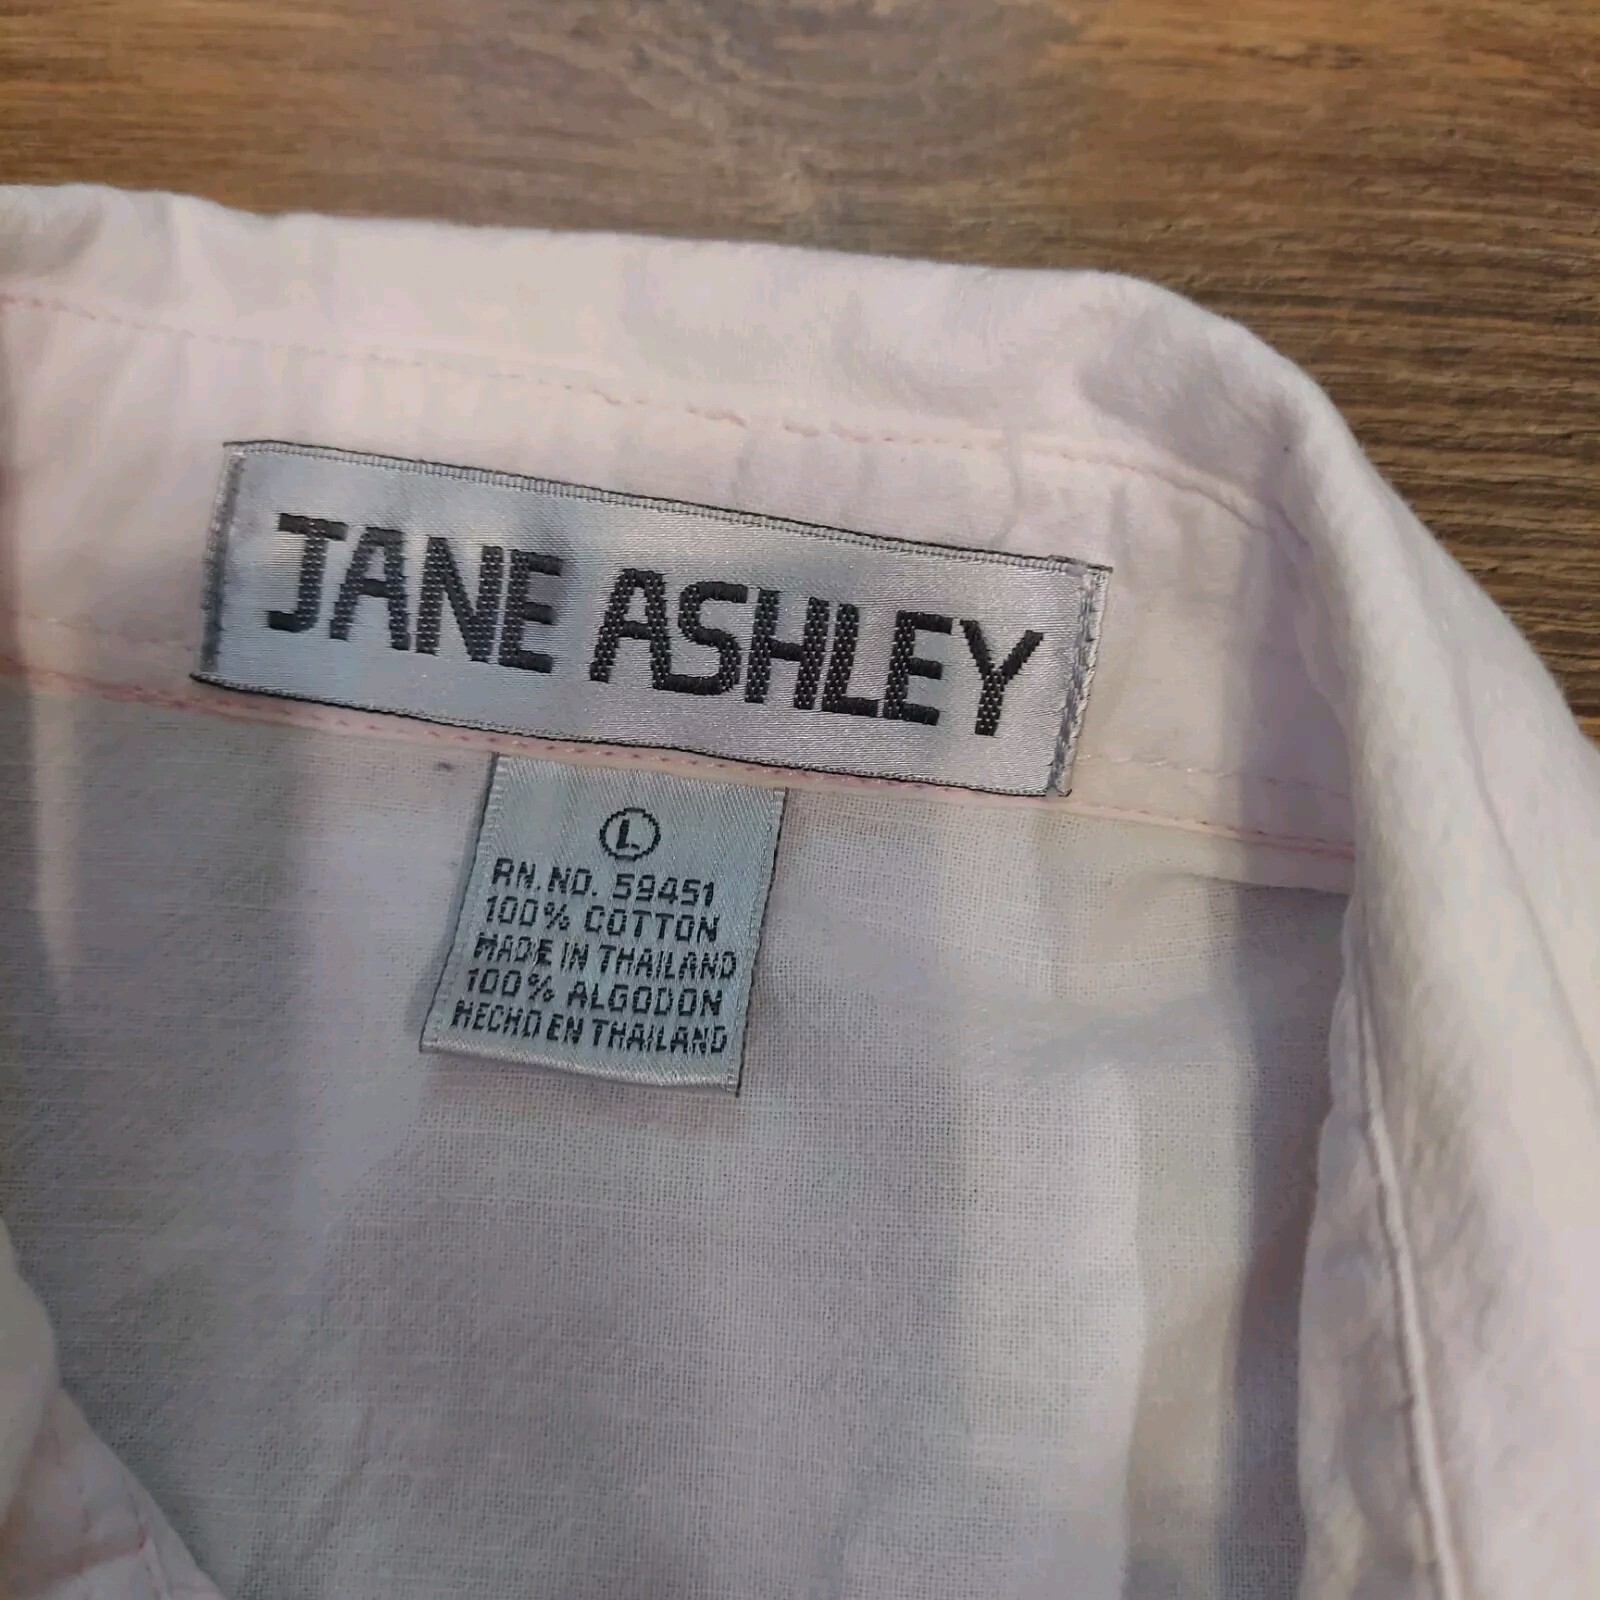 JANE ASHLEY
L
RN. NO. 59451
100% COTTON
MADE IN THAILAND
100% ALGODON
HECHO EN THAILAND